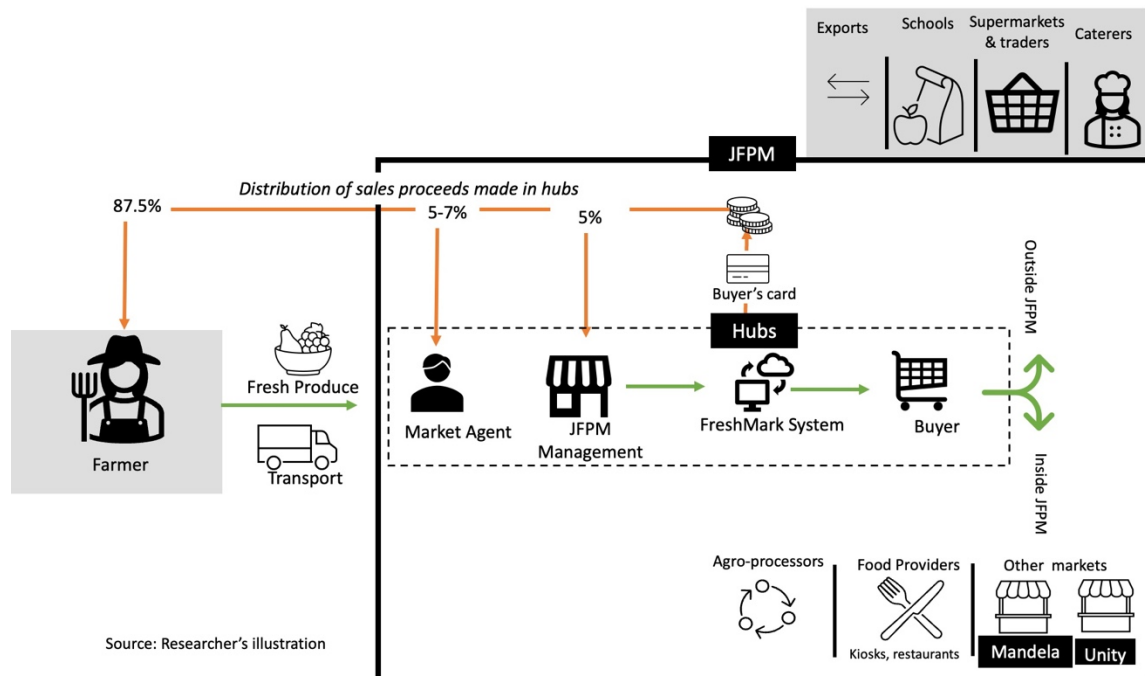 Exports
Schools
Supermarkets
& traders
Caterers
JFPM
Distribution of sales proceeds made in hubs
87.5%
5-7%
5%
Buyer's card
Hubs
Fresh Produce
Transport
Farmer
Market Agent
JFPM
Management
FreshMark System
Buyer
Outside JFPM
Inside JFPM
Agro-processors
Food Providers
Kiosks, restaurants
Other markets
Mandela
Unity
Source: Researcher's illustration